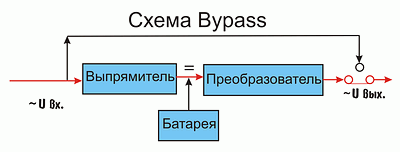 Схема Bypass
=
Выпрямитель
Преобразователь
~U вх.
~U вых.
Батарея